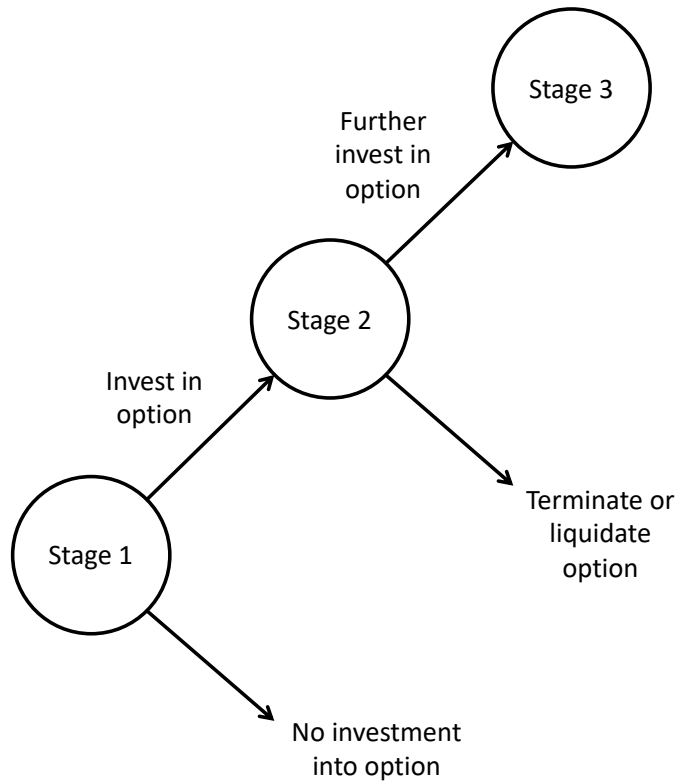 Stage 3
Further
invest in
option
Stage 2
Invest in
option
Terminate or
liquidate
option
Stage 1
No investment
into option